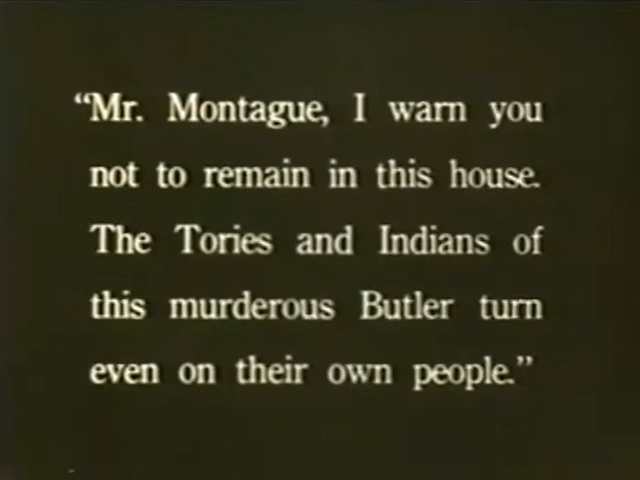 “Mr. Montague, I warn you
not to remain in this house.
The Tories and Indians of
this murderous Butler turn
even on their own people.”